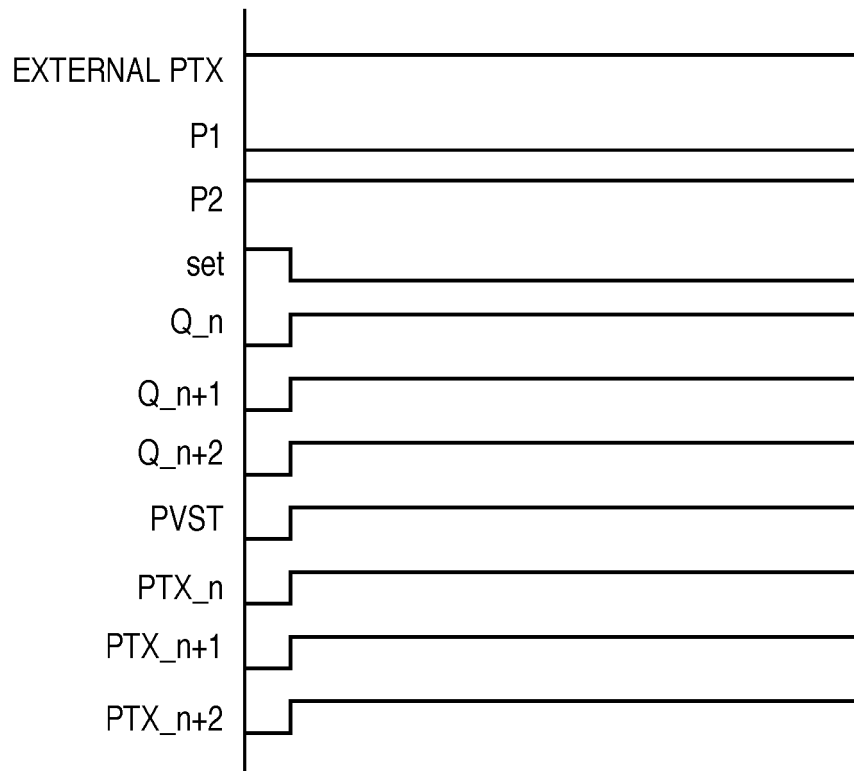 EXTERNAL PTX
P1
P2
set
Q_n
Q_n+1
Q_n+2
PVST
PTX_n
PTX_n+1
PTX_n+2